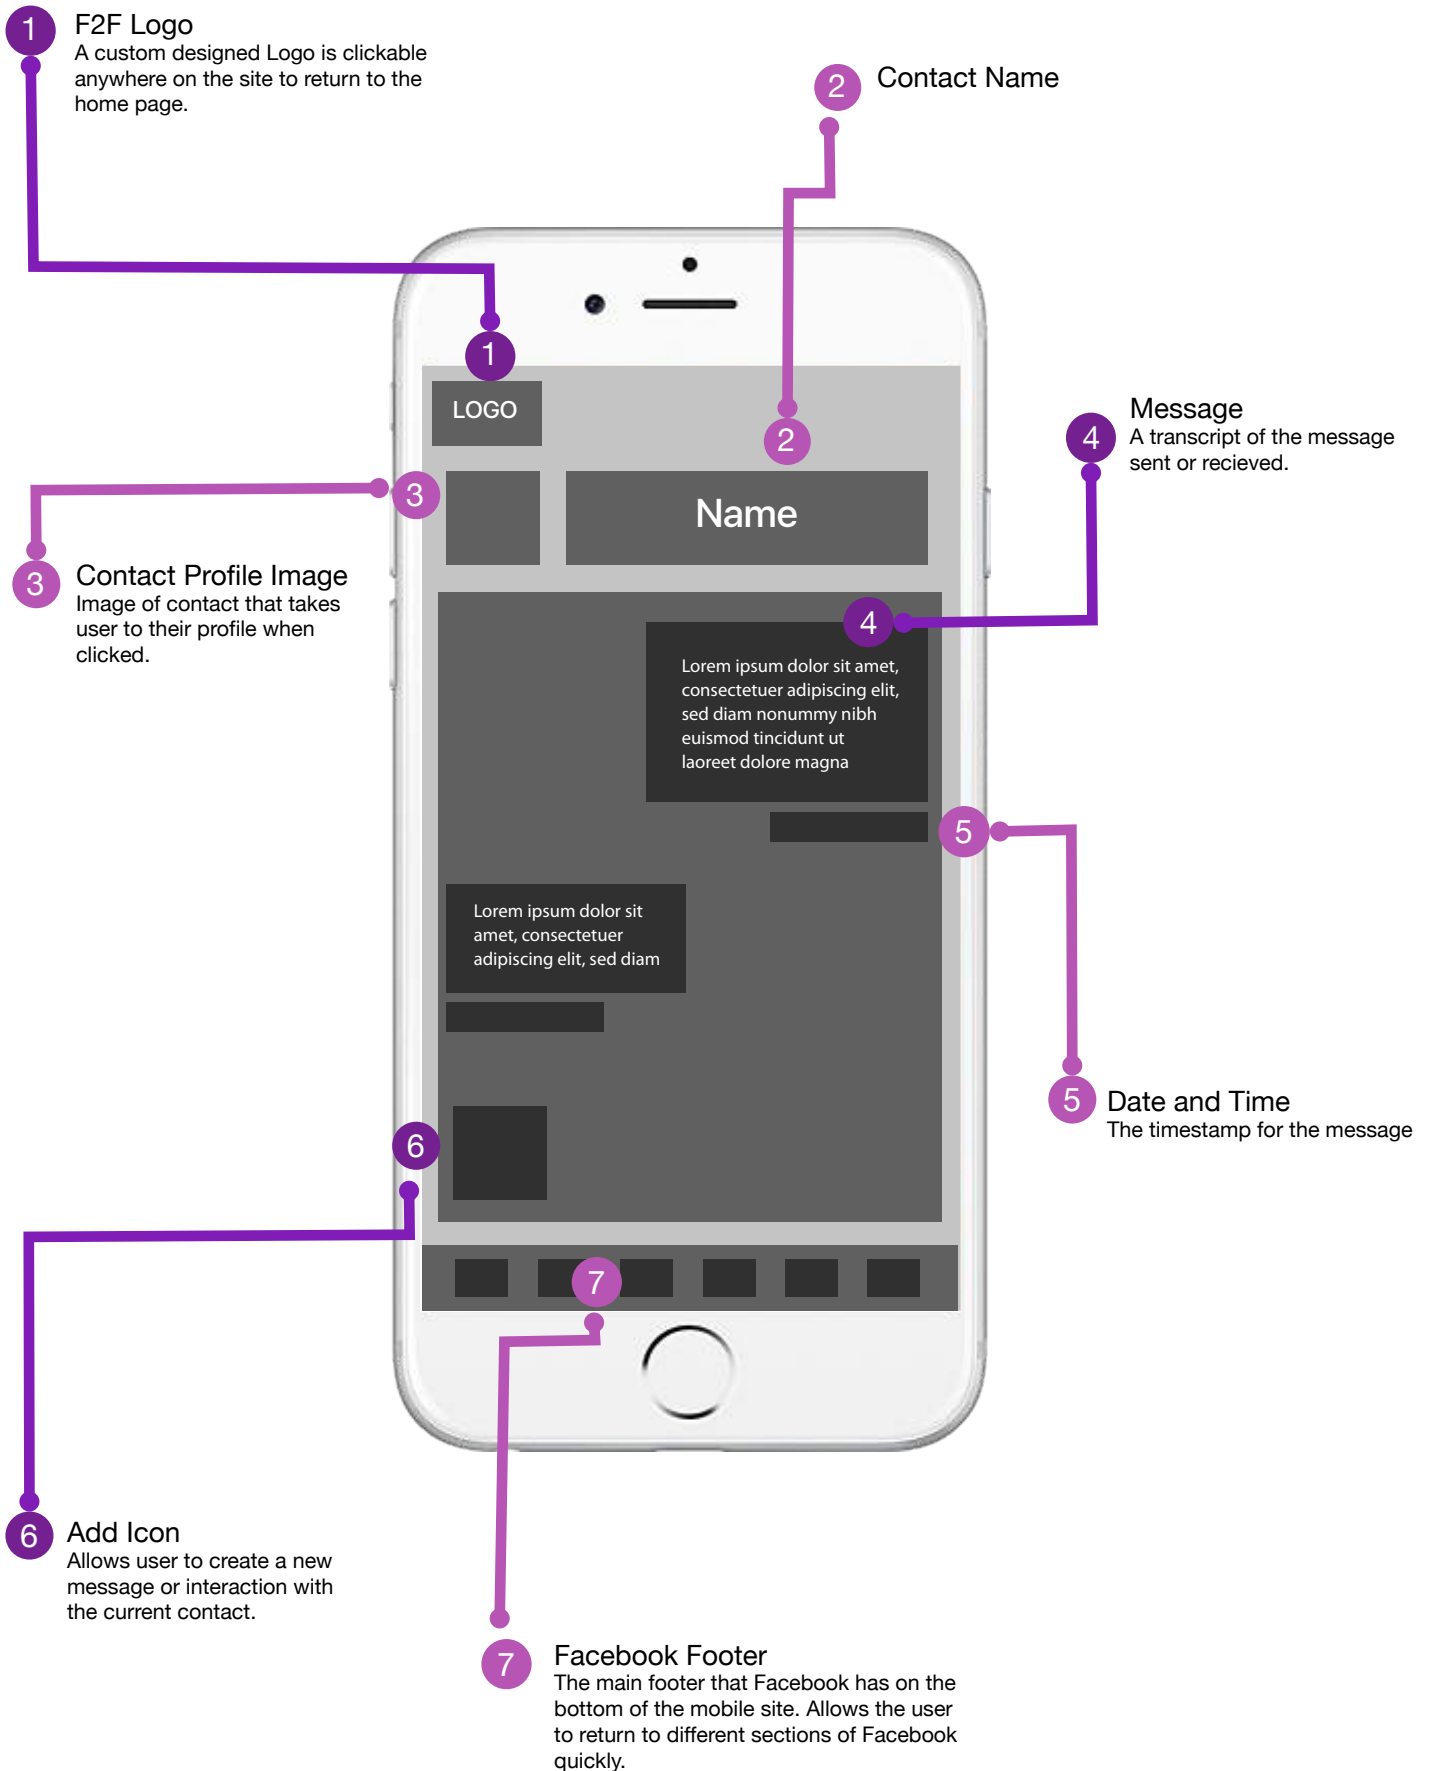 1
F2F Logo
A custom designed Logo is clickable
anywhere on the site to return to the
home page.
2
Contact Name
1
LOGO
2
3
Name
3
Contact Profile Image
Image of contact that takes
user to their profile when
clicked.
4
Message
A transcript of the message
sent or recieved.
4
Lorem ipsum dolor sit amet,
consectetuer adipiscing elit,
sed diam nonummy nibh
euismod tincidunt ut
laoreet dolore magna
5
Lorem ipsum dolor sit
amet, consectetuer
adipiscing elit, sed diam
5
Date and Time
The timestamp for the message
6
7
6
Add Icon
Allows user to create a new
message or interaction with
the current contact.
7
Facebook Footer
The main footer that Facebook has on the
bottom of the mobile site. Allows the user
to return to different sections of Facebook
quickly.